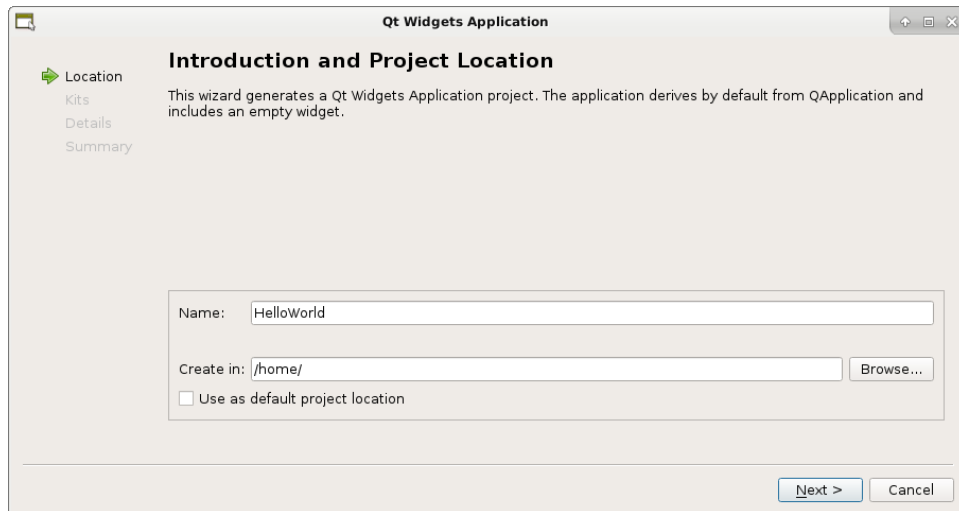 Qt Widgets Application
Location
Kits
Details
Summary
Introduction and Project Location
This wizard generates a Qt Widgets Application project. The application derives by default from QApplication and
includes an empty widget.
Name: HelloWorld
Create in: /home/ Browse...
Use as default project location
Next > Cancel